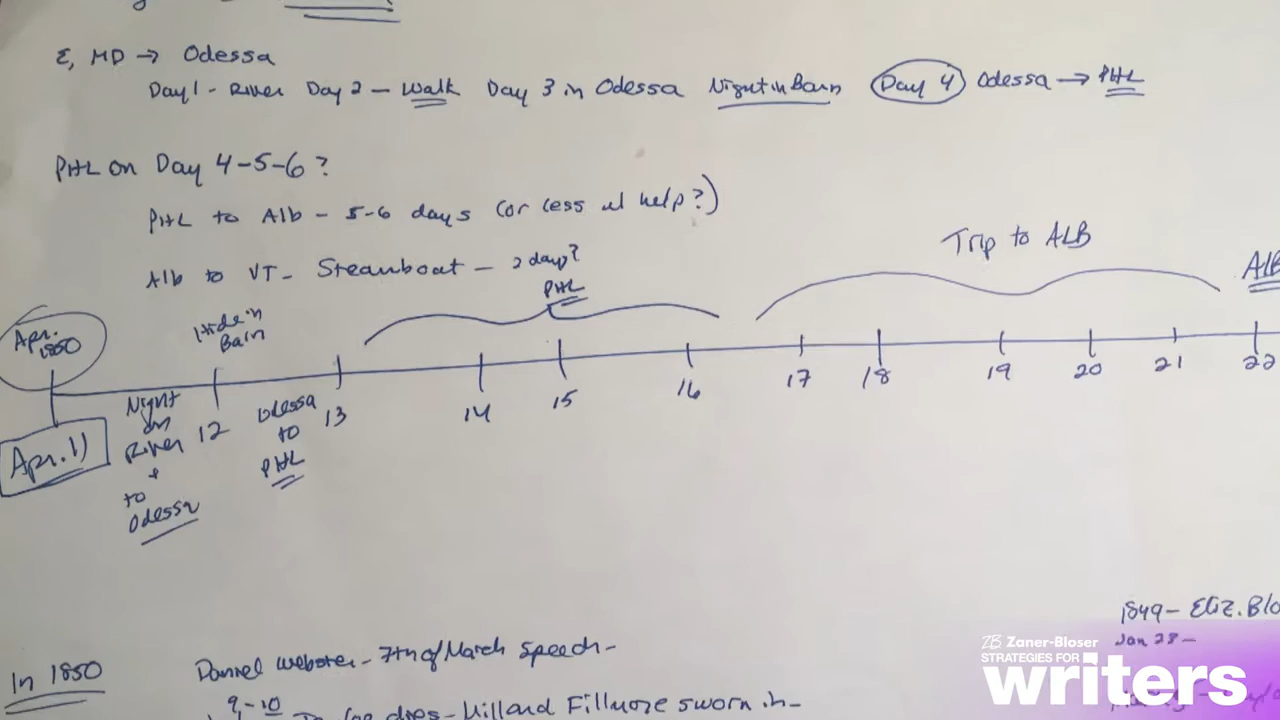 E, MD → Odessa
Day 1 - River Day 2 - Walk Day 3 in Odessa Night in Barn Day 4 Odessa → PHL
PHL on Day 4-5-6?
PHL to Alb - 5-6 days (or less w/ help?)
Alb to VT - Steamboat - 2 days?
Trip to ALB
ALB
PHL
Hide in
Barn
Apr.
1850
Apr. 11
Night
on
River
+
to
Odessa
12
Odessa
to
PHL
13
14
15
16
17
18
19
20
21
22
1849 - Eliz. Blo
Jan 28 -
In 1850
Daniel Webster - 7th of March Speech -
9-10
dies - Millard Fillmore sworn in -
ZB Zaner-Bloser
STRATEGIES FOR
writers